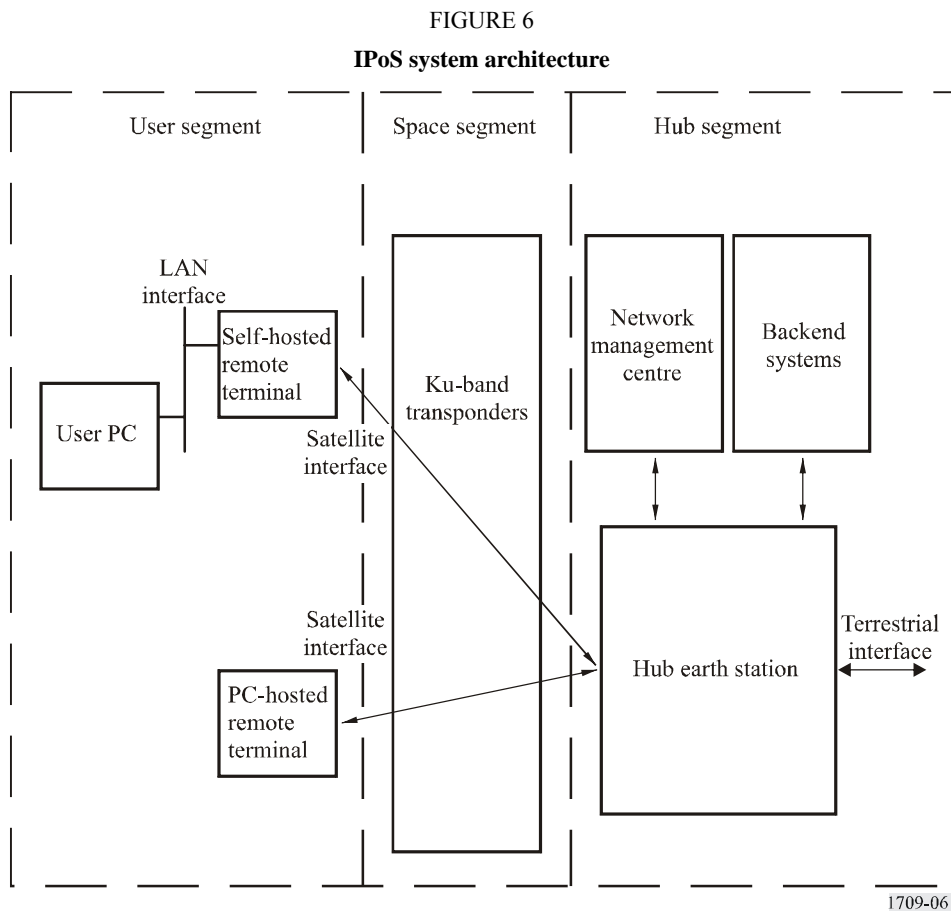 FIGURE 6
IPoS system architecture
User segment
Space segment
Hub segment
LAN
interface
Self-hosted
remote
terminal
User PC
Satellite
interface
Ku-band
transponders
Network
management
centre
Backend
systems
Satellite
interface
PC-hosted
remote
terminal
Hub earth station
Terrestrial
interface
1709-06